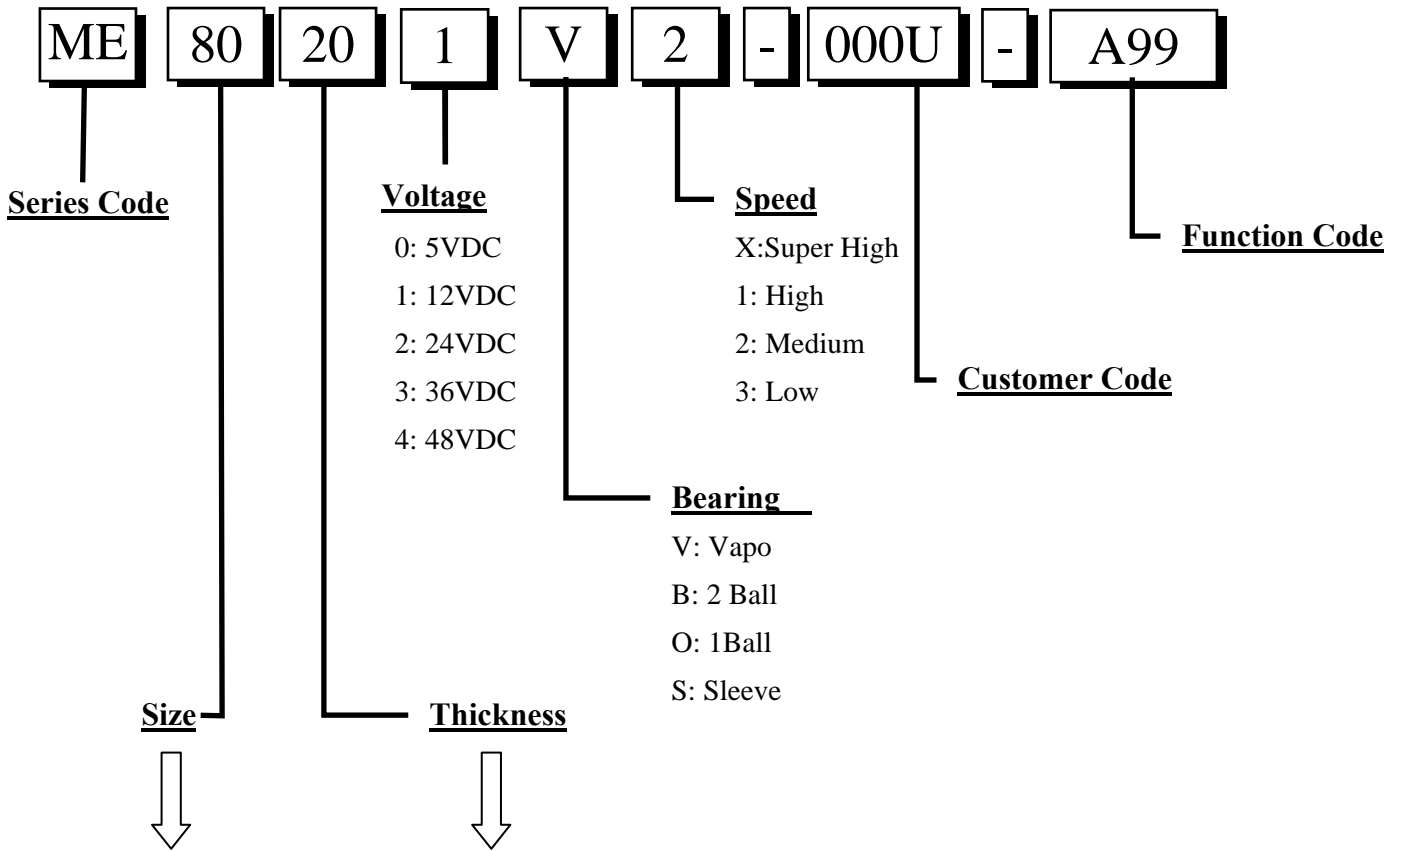 ME 80 20 1 V 2 - 000U - A99
Series Code
Voltage
0: 5VDC
1: 12VDC
2: 24VDC
3: 36VDC
4: 48VDC
Speed
X:Super High
1: High
2: Medium
3: Low
Function Code
Customer Code
Bearing
V: Vapo
B: 2 Ball
O: 1Ball
S: Sleeve
Size
Thickness